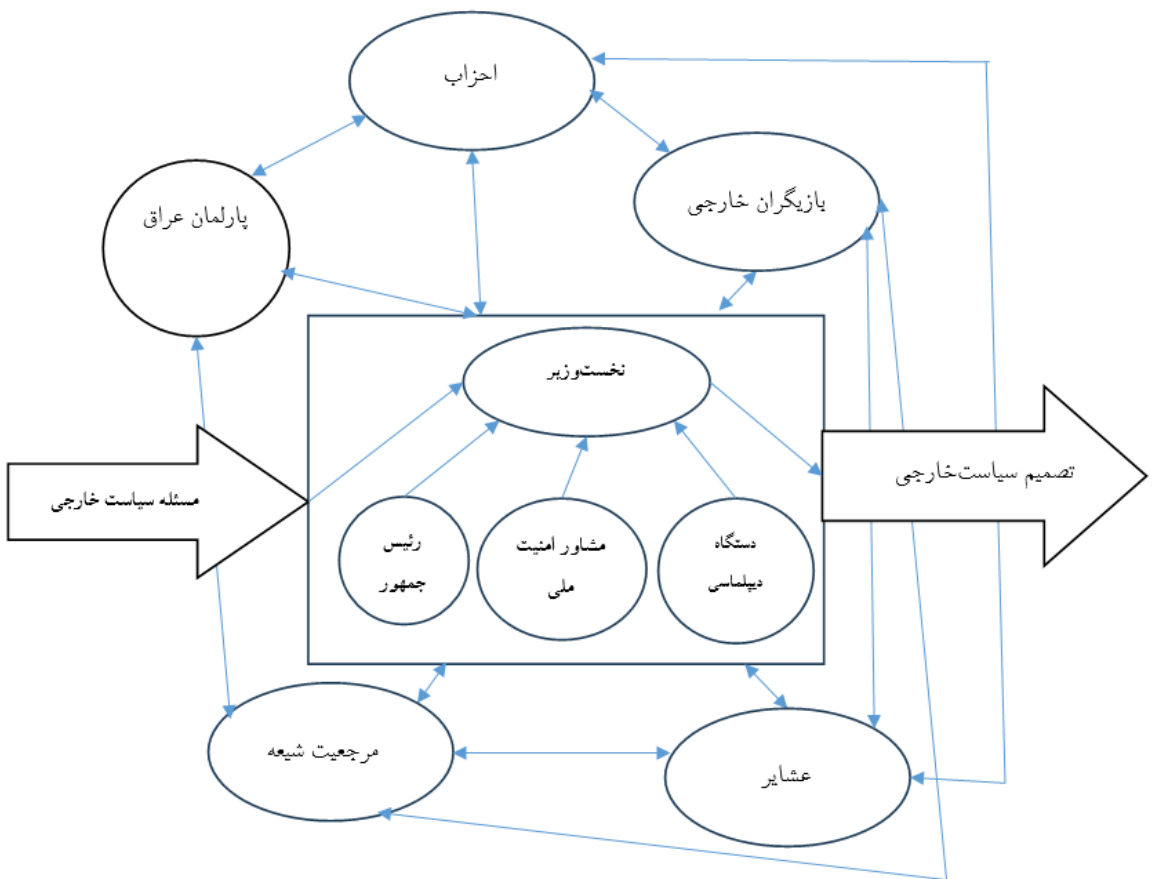 احزاب
بازیگران خارجی
پارلمان عراق
نخست‌وزیر
تصمیم سیاست‌خارجی
مسئله سیاست خارجی
رئیس
جمهور
مشاور امنیت
ملی
دستگاه
دیپلماسی
مرجعیت شیعه
عشایر